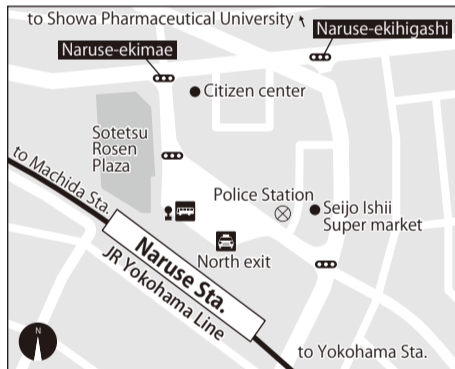 to Showa Pharmaceutical University
Naruse-ekihigashi
Naruse-ekimae
Citizen center
Sotetsu
Rosen
Plaza
to Machida Sta.
Police Station
Seijo Ishii
Super market
Naruse Sta.
North exit
JR Yokohama Line
to Yokohama Sta.
N